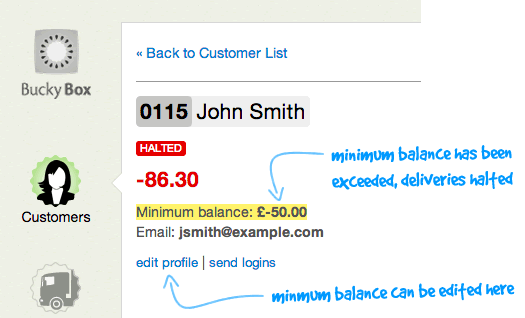 « Back to Customer List
Bucky Box
0115 John Smith
HALTED
-86.30
minimum balance has been
exceeded, deliveries halted
Minimum balance: £-50.00
Customers
Email: jsmith@example.com
edit profile | send logins
minmum balance can be edited here